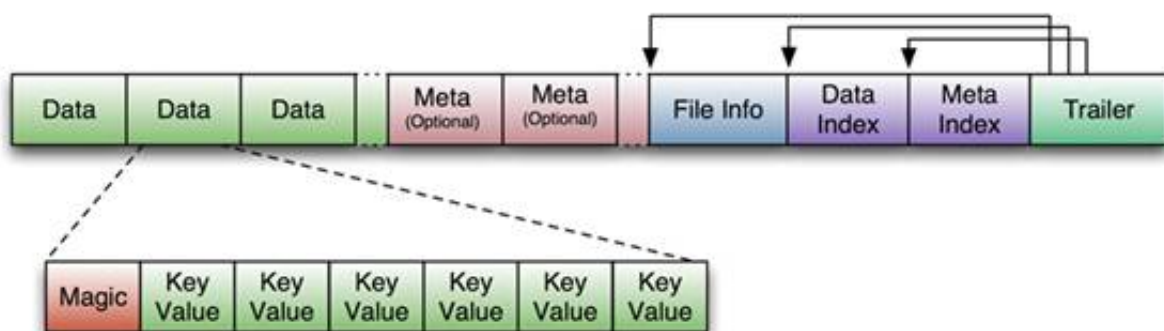 Data
Data
Data
Meta
(Optional)
Meta
(Optional)
File Info
Data
Index
Meta
Index
Trailer
Magic
Key
Value
Key
Value
Key
Value
Key
Value
Key
Value
Key
Value